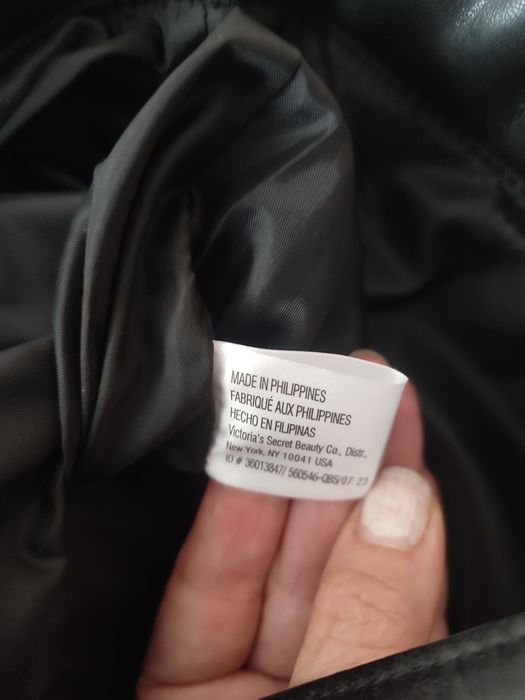 MADE IN PHILIPPINES
FABRIQUÉ AUX PHILIPPINES
HECHO EN FILIPINAS
Victoria's Secret Beauty Co., Distr.,
New York, NY 10041 USA
ID # 36013847/ 560546-QBS/07 23